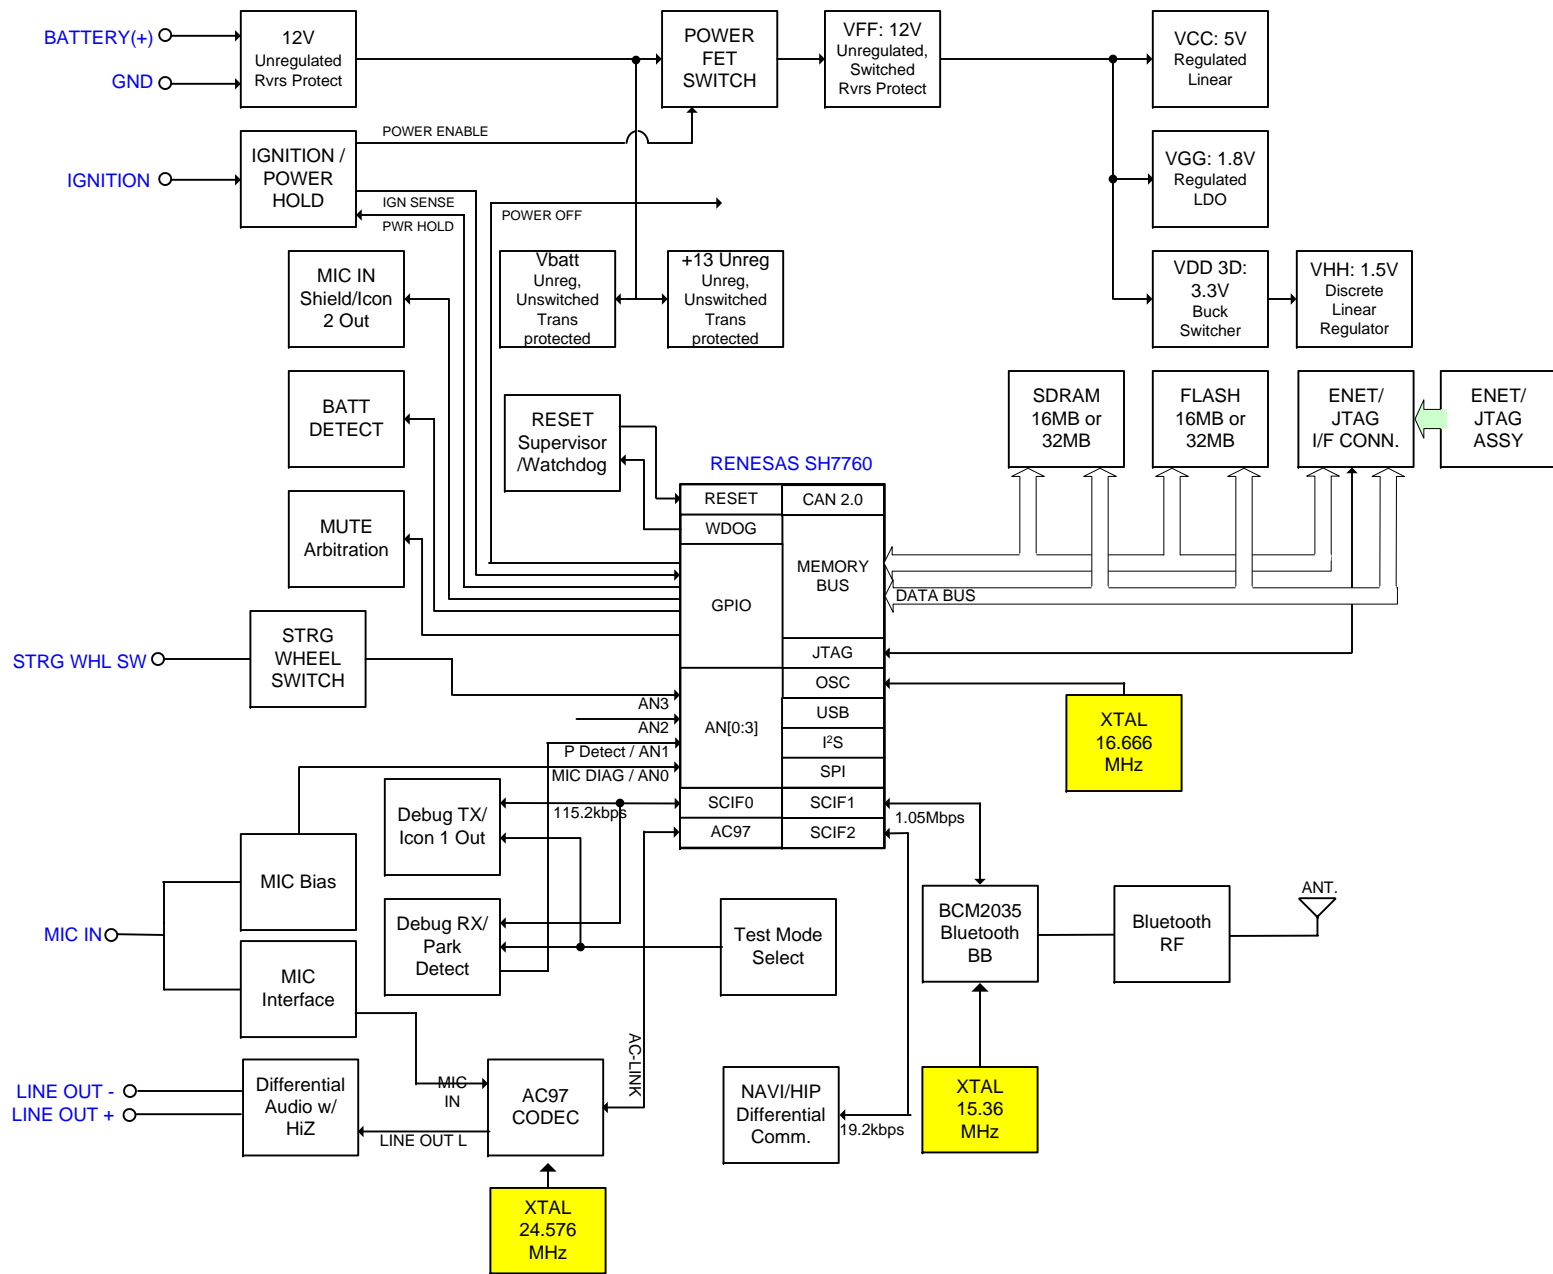 BATTERY(+)
GND
12V
Unregulated
Rvrs Protect
POWER
FET
SWITCH
VFF: 12V
Unregulated,
Switched
Rvrs Protect
VCC: 5V
Regulated
Linear
IGNITION
IGNITION /
POWER
HOLD
POWER ENABLE
IGN SENSE
PWR HOLD
POWER OFF
VGG: 1.8V
Regulated
LDO
MIC IN
Shield/Icon
2 Out
Vbatt
Unreg,
Unswitched
Trans
protected
+13 Unreg
Unreg,
Unswitched
Trans
protected
VDD 3D:
3.3V
Buck
Switcher
VHH: 1.5V
Discrete
Linear
Regulator
BATT
DETECT
RESET
Supervisor
/Watchdog
SDRAM
16MB or
32MB
FLASH
16MB or
32MB
ENET/
JTAG
I/F CONN.
ENET/
JTAG
ASSY
RENESAS SH7760
MUTE
Arbitration
RESET
WDOG
GPIO
AN[0:3]
SCIF0
AC97
CAN 2.0
MEMORY
BUS
JTAG
OSC
USB
I²S
SPI
SCIF1
SCIF2
DATA BUS
STRG WHL SW
STRG
WHEEL
SWITCH
AN3
AN2
P Detect / AN1
MIC DIAG / AN0
XTAL
16.666
MHz
Debug TX/
Icon 1 Out
115.2kbps
1.05Mbps
MIC IN
MIC Bias
Debug RX/
Park
Detect
Test Mode
Select
BCM2035
Bluetooth
BB
Bluetooth
RF
ANT.
MIC
Interface
AC-LINK
LINE OUT -
LINE OUT +
Differential
Audio w/
HiZ
MIC
IN
LINE OUT L
AC97
CODEC
NAVI/HIP
Differential
Comm.
19.2kbps
XTAL
15.36
MHz
XTAL
24.576
MHz